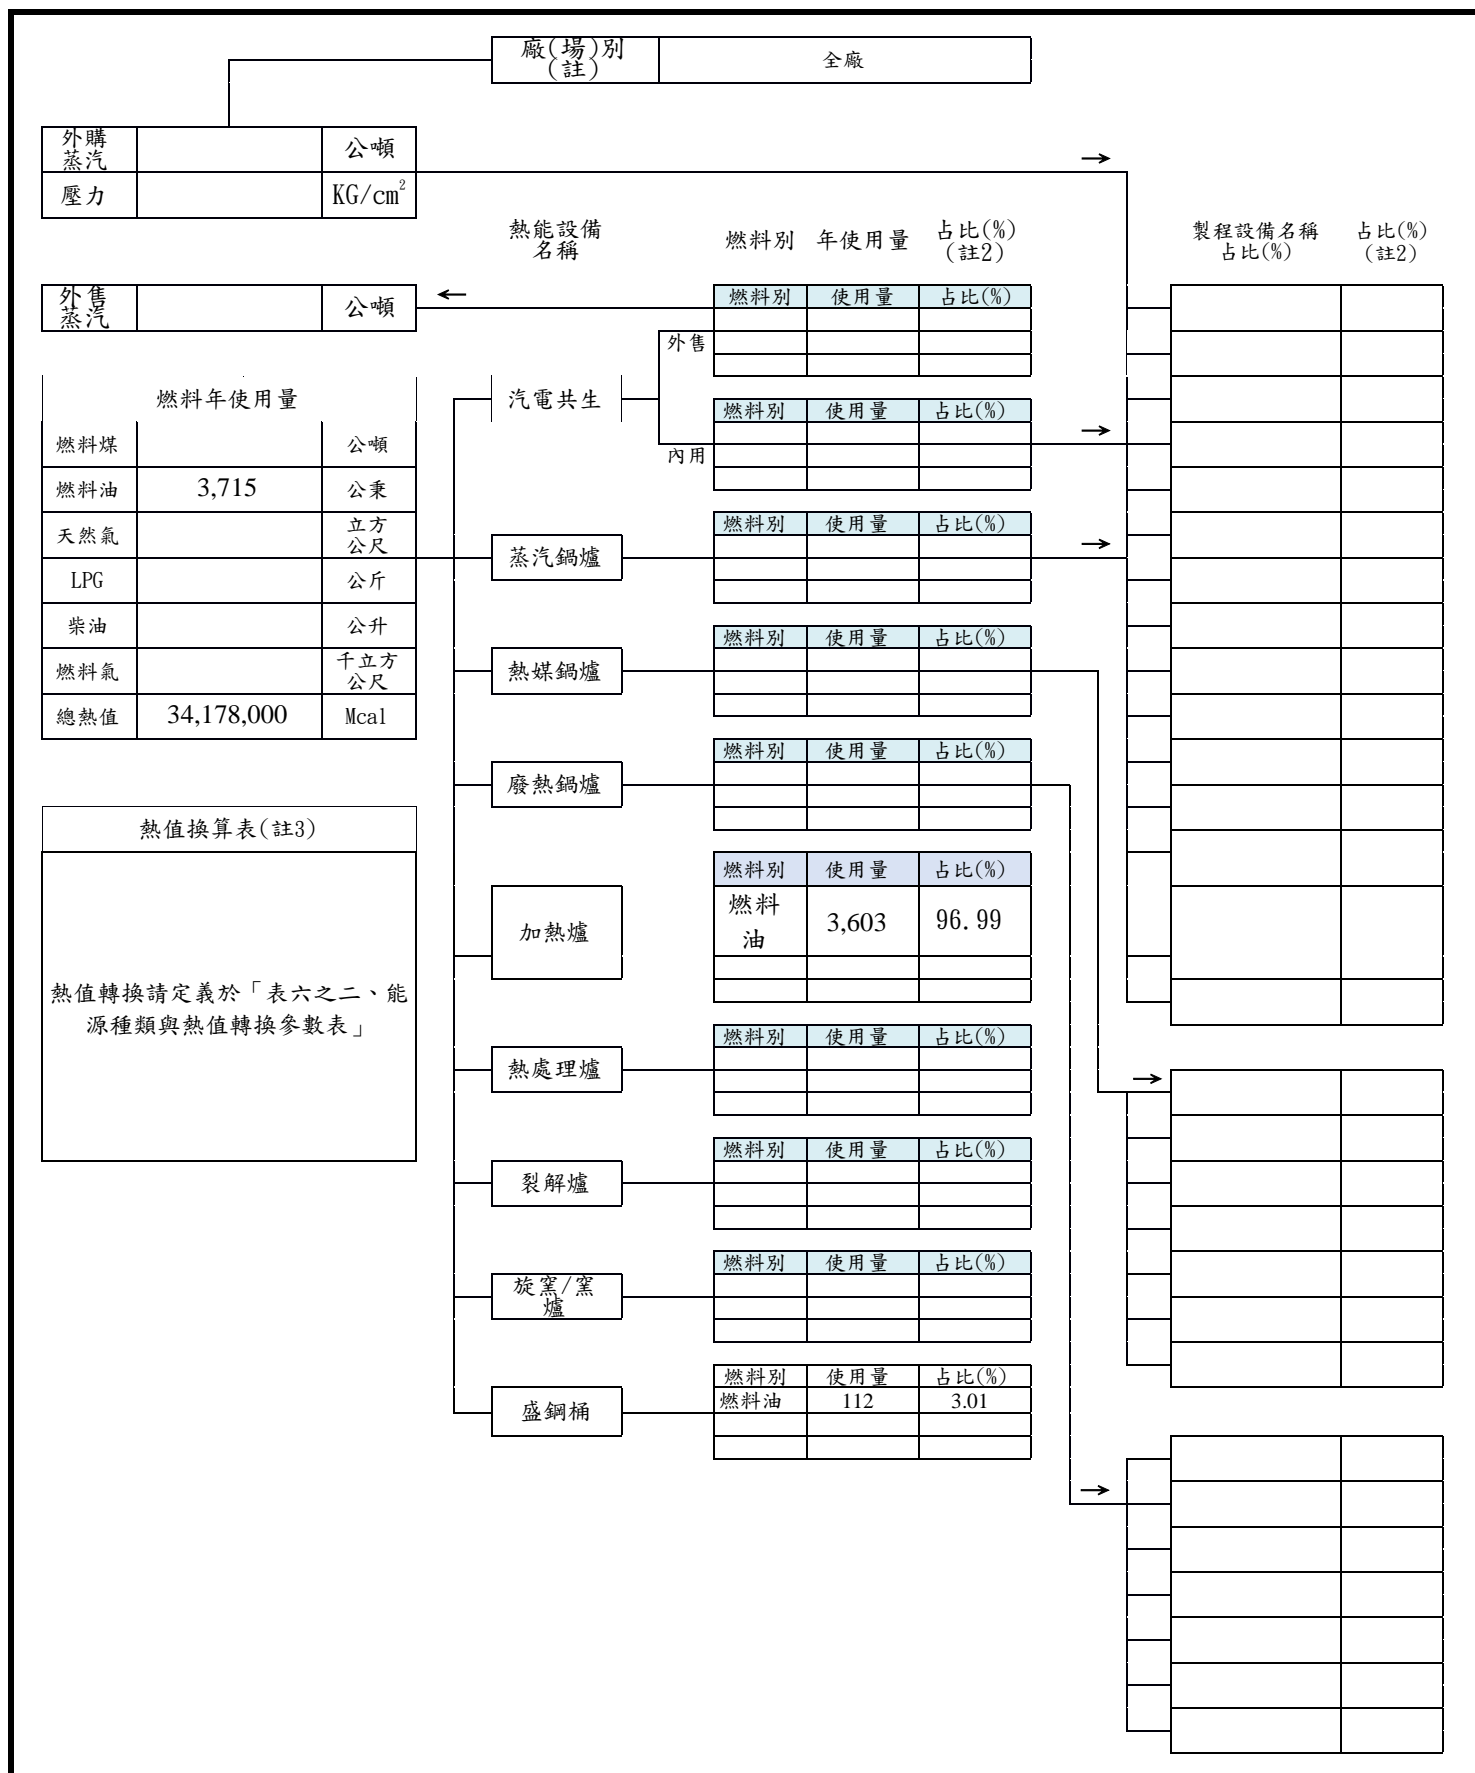 廠(場)別
(註)
全廠
外購
蒸汽
公噸
壓力
KG/cm²
熱能設備
名稱
燃料別
年使用量
占比(%)
(註2)
製程設備名稱
占比(%)
占比(%)
(註2)
外售
蒸汽
公噸
燃料別 使用量 占比(%)
外售
汽電共生
燃料別 使用量 占比(%)
內用
燃料年使用量
燃料煤 公噸
燃料油 3,715 公秉
天然氣 立方
公尺
LPG 公斤
柴油 公升
燃料氣 千立方
公尺
總熱值 34,178,000 Mcal
熱值換算表(註3)
熱值轉換請定義於「表六之二、能
源種類與熱值轉換參數表」
蒸汽鍋爐
燃料別 使用量 占比(%)
熱媒鍋爐
燃料別 使用量 占比(%)
廢熱鍋爐
燃料別 使用量 占比(%)
加熱爐
燃料別 使用量 占比(%)
燃料
油
3,603 96.99
熱處理爐
燃料別 使用量 占比(%)
裂解爐
燃料別 使用量 占比(%)
旋窯/窯
爐
燃料別 使用量 占比(%)
盛鋼桶
燃料別 使用量 占比(%)
燃料油 112 3.01